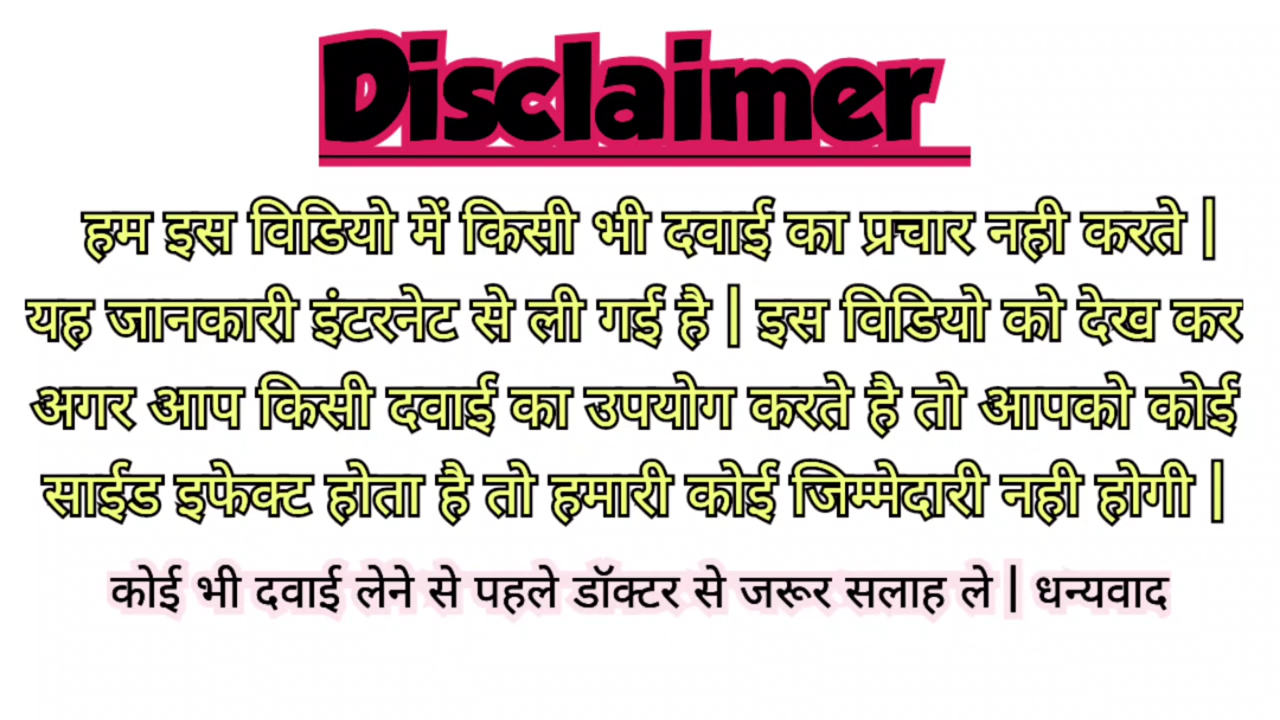 Disclaimer
हम इस विडियो में किसी भी दवाई का प्रचार नही करते |
यह जानकारी इंटरनेट से ली गई है | इस विडियो को देख कर
अगर आप किसी दवाई का उपयोग करते है तो आपको कोई
साईड इफेक्ट होता है तो हमारी कोई जिम्मेदारी नही होगी |
कोई भी दवाई लेने से पहले डॉक्टर से जरूर सलाह ले | धन्यवाद